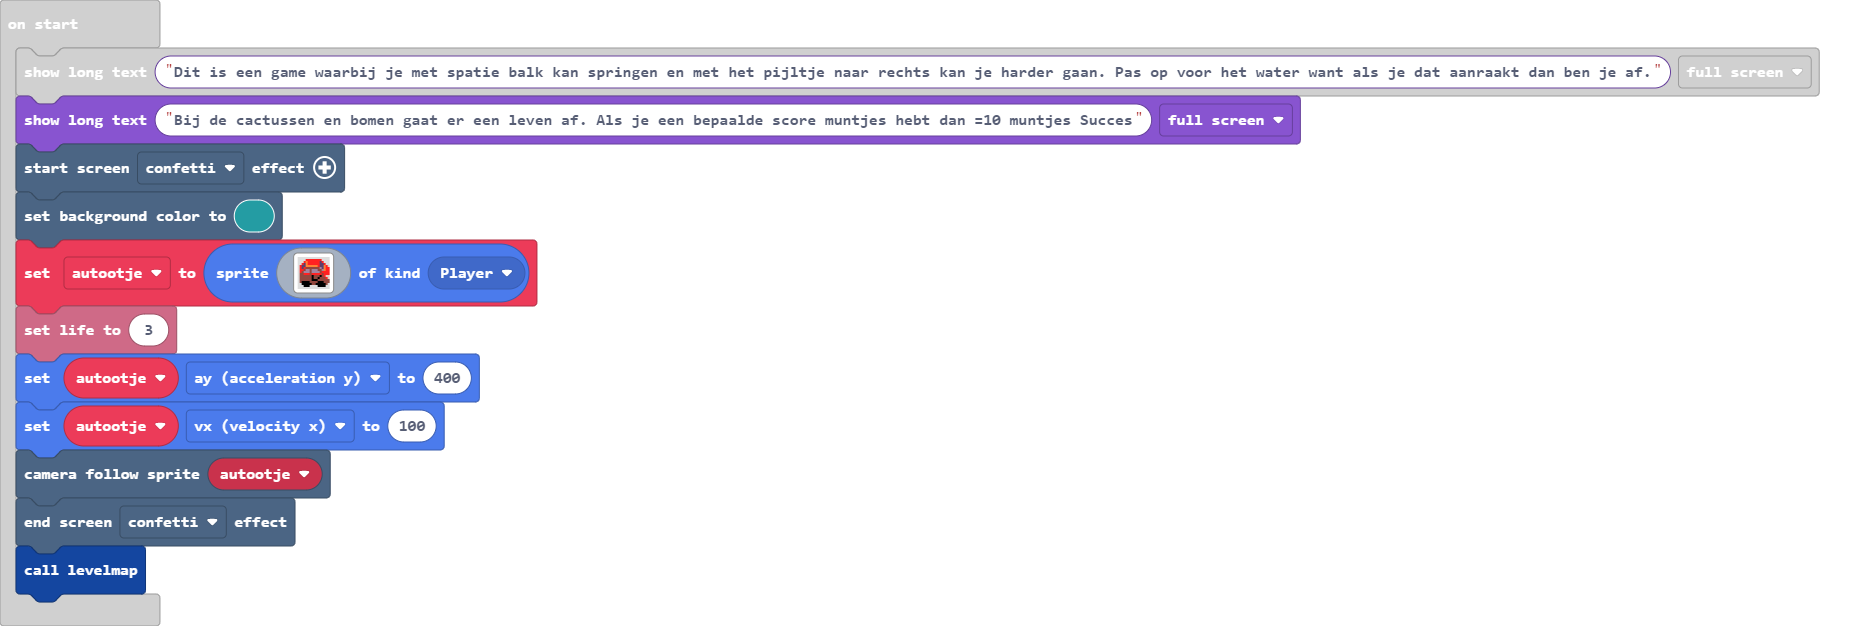 on start
show long text "Dit is een game waarbij je met spatie balk kan springen en met het pijltje naar rechts kan je harder gaan. Pas op voor het water want als je dat aanraakt dan ben je af." full screen
show long text "Bij de cactussen en bomen gaat er een leven af. Als je een bepaalde score muntjes hebt dan =10 muntjes Succes" full screen
start screen confetti effect
set background color to
set autootje to sprite of kind Player
set life to 3
set autootje ay (acceleration y) to 400
set autootje vx (velocity x) to 100
camera follow sprite autootje
end screen confetti effect
call levelmap